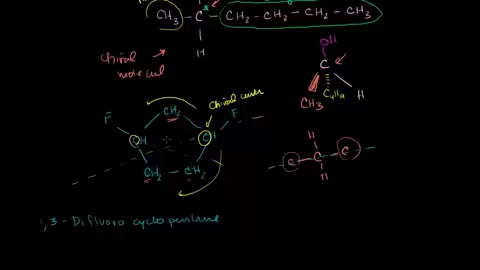 CH3 - C* - CH2 - CH2 - CH2 - CH3
H
Chiral
molecul
OH
C
CH3
C4H9
H
F
CH2
Chiral center
F
CH
CH
CH2
CH2
H
C - C - C
H
1,3 - Difluoro cyclopentane